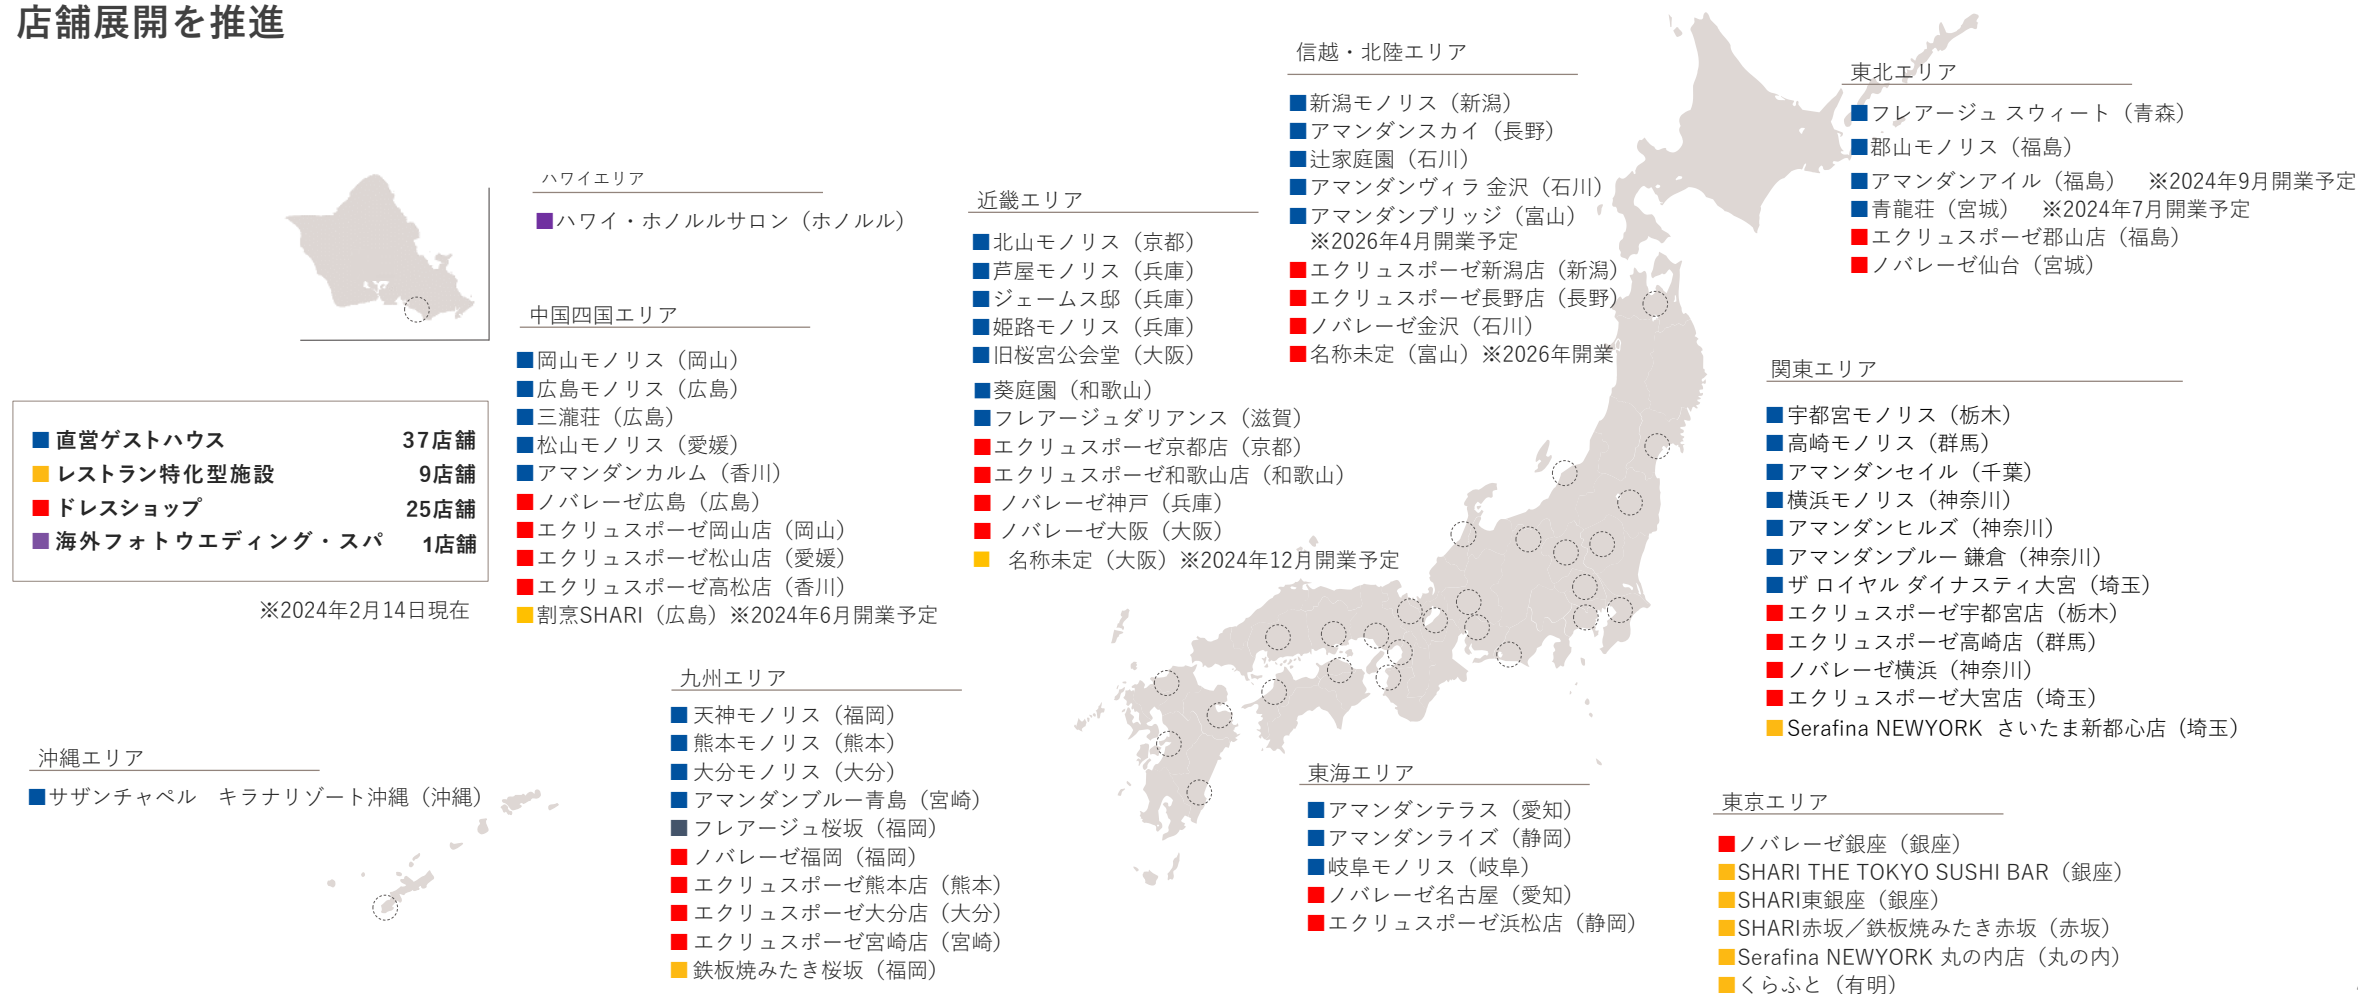 店舗展開を推進
信越・北陸エリア
新潟モノリス（新潟）
アマンダンスカイ（長野）
辻家庭園（石川）
アマンダンヴィラ 金沢（石川）
アマンダンブリッジ（富山）
※2026年4月開業予定
エクリュスポーゼ新潟店（新潟）
エクリュスポーゼ長野店（長野）
ノバレーゼ金沢（石川）
名称未定（富山）※2026年開業
東北エリア
フレアージュ スウィート（青森）
郡山モノリス（福島）
アマンダンアイル（福島）　※2024年9月開業予定
青龍荘（宮城）　※2024年7月開業予定
エクリュスポーゼ郡山店（福島）
ノバレーゼ仙台（宮城）
ハワイエリア
ハワイ・ホノルルサロン（ホノルル）
近畿エリア
北山モノリス（京都）
芦屋モノリス（兵庫）
ジェームス邸（兵庫）
姫路モノリス（兵庫）
旧桜宮公会堂（大阪）
葵庭園（和歌山）
フレアージュダリアンス（滋賀）
エクリュスポーゼ京都店（京都）
エクリュスポーゼ和歌山店（和歌山）
ノバレーゼ神戸（兵庫）
ノバレーゼ大阪（大阪）
名称未定（大阪）※2024年12月開業予定
中国四国エリア
岡山モノリス（岡山）
広島モノリス（広島）
三瀧荘（広島）
松山モノリス（愛媛）
アマンダンカルム（香川）
ノバレーゼ広島（広島）
エクリュスポーゼ岡山店（岡山）
エクリュスポーゼ松山店（愛媛）
エクリュスポーゼ高松店（香川）
割烹SHARI（広島）※2024年6月開業予定
直営ゲストハウス 37店舗
レストラン特化型施設 9店舗
ドレスショップ 25店舗
海外フォトウエディング・スパ 1店舗
※2024年2月14日現在
関東エリア
宇都宮モノリス（栃木）
高崎モノリス（群馬）
アマンダンセイル（千葉）
横浜モノリス（神奈川）
アマンダンヒルズ（神奈川）
アマンダンブルー 鎌倉（神奈川）
ザ ロイヤル ダイナスティ大宮（埼玉）
エクリュスポーゼ宇都宮店（栃木）
エクリュスポーゼ高崎店（群馬）
ノバレーゼ横浜（神奈川）
エクリュスポーゼ大宮店（埼玉）
Serafina NEWYORK さいたま新都心店（埼玉）
九州エリア
天神モノリス（福岡）
熊本モノリス（熊本）
大分モノリス（大分）
アマンダンブルー青島（宮崎）
フレアージュ桜坂（福岡）
ノバレーゼ福岡（福岡）
エクリュスポーゼ熊本店（熊本）
エクリュスポーゼ大分店（大分）
エクリュスポーゼ宮崎店（宮崎）
鉄板焼みたき桜坂（福岡）
沖縄エリア
サザンチャペル　キラナリゾート沖縄（沖縄）
東海エリア
アマンダンテラス（愛知）
アマンダンライズ（静岡）
岐阜モノリス（岐阜）
ノバレーゼ名古屋（愛知）
エクリュスポーゼ浜松店（静岡）
東京エリア
ノバレーゼ銀座（銀座）
SHARI THE TOKYO SUSHI BAR（銀座）
SHARI東銀座（銀座）
SHARI赤坂／鉄板焼みたき赤坂（赤坂）
Serafina NEWYORK 丸の内店（丸の内）
くらふと（有明）